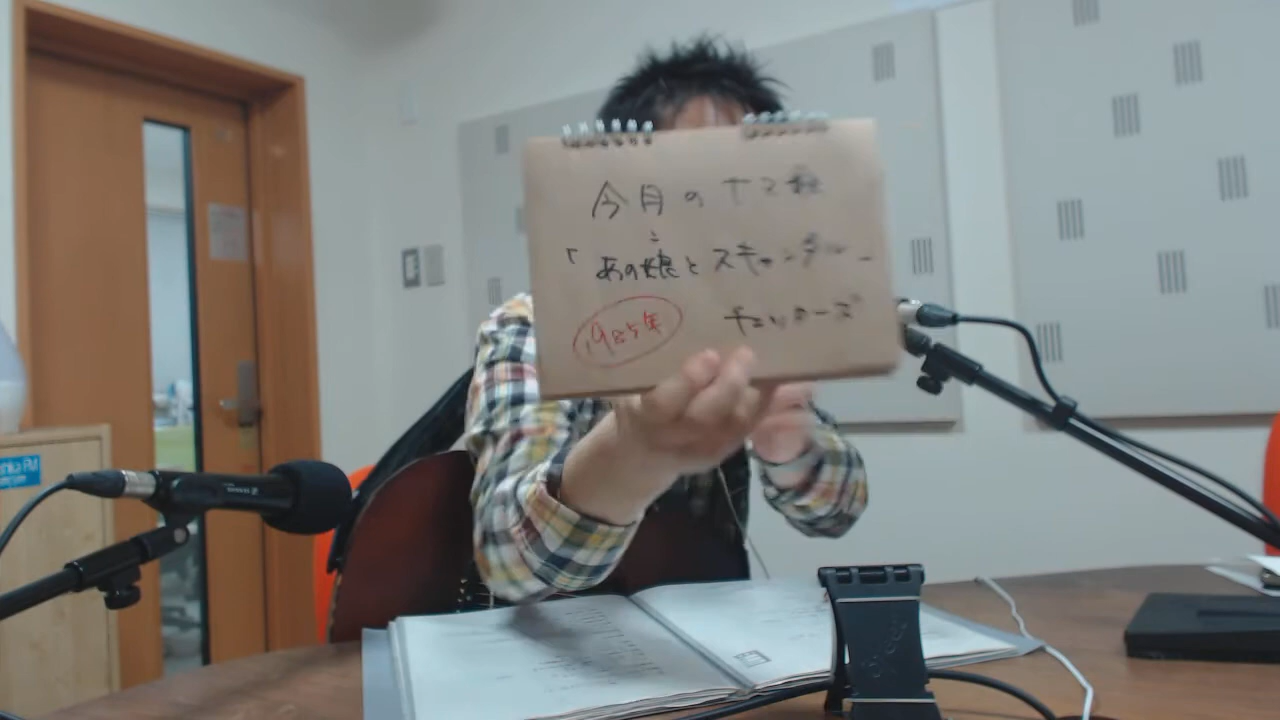 今月の
こ
「あの娘とスキャンダル」
1985年 チェッカーズ